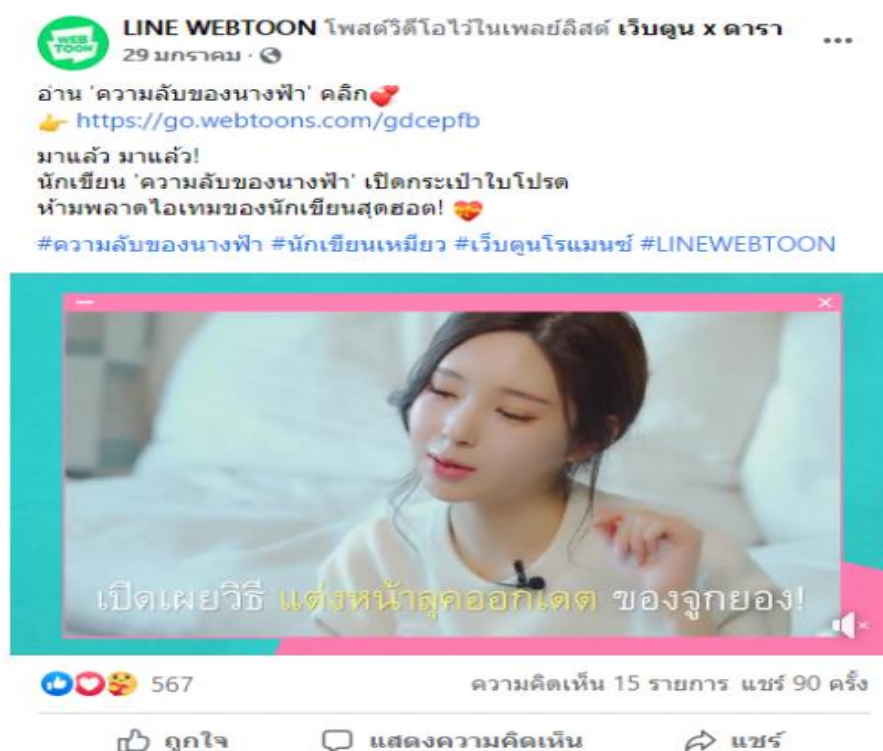 WEB
TOON
LINE WEBTOON โพสต์วิดีโอไว้ในเพลย์ลิสต์ เว็บตูน x ดารา
29 มกราคม ·
อ่าน 'ความลับของนางฟ้า' คลิก
https://go.webtoons.com/gdcepfb
มาแล้ว มาแล้ว!
นักเขียน 'ความลับของนางฟ้า' เปิดกระเป๋าใบโปรด
ห้ามพลาดไอเทมของนักเขียนสุดฮอต!
#ความลับของนางฟ้า #นักเขียนเหมียว #เว็บตูนโรแมนซ์ #LINEWEBTOON
เปิดเผยวิธี แต่งหน้าลุคออกเดต ของจูกยอง!
567
ความคิดเห็น 15 รายการ แชร์ 90 ครั้ง
ถูกใจ
แสดงความคิดเห็น
แชร์